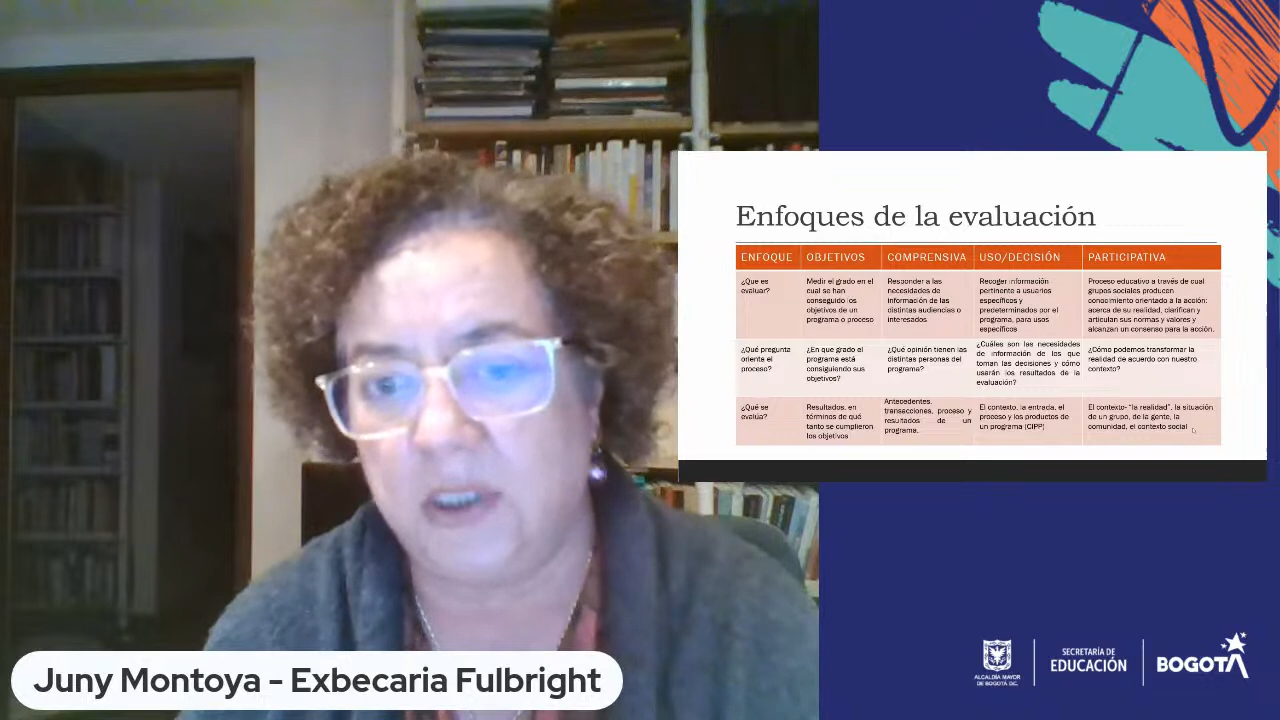 Enfoques de la evaluación
ENFOQUE OBJETIVOS COMPRENSIVA USO/DECISIÓN PARTICIPATIVA
¿Que es
evaluar?
Medir el grado en el
cual se han
conseguido los
objetivos de un
programa o proceso
Responder a las
necesidades de
información de las
distintas audiencias o
interesados
Recoger información
pertinente a usuarios
específicos y
predeterminados por el
programa, para usos
específicos
Proceso educativo a través de cual
grupos sociales producen
conocimiento orientado a la acción:
acerca de su realidad, clarifican y
articulan sus normas y valores y
alcanzan un consenso para la acción.
¿Qué pregunta
orienta el
proceso?
¿En que grado el
programa está
consiguiendo sus
objetivos?
¿Qué opinión tienen las
distintas personas del
programa?
¿Cuáles son las necesidades
de información de los que
toman las decisiones y cómo
usarán los resultados de la
evaluación?
¿Cómo podemos transformar la
realidad de acuerdo con nuestro
contexto?
¿Qué se
evalúa?
Resultados, en
términos de qué
tanto se cumplieron
los objetivos
Antecedentes,
transacciones, proceso y
resultados de un
programa.
El contexto, la entrada, el
proceso y los productos de
un programa (CIPP)
El contexto- "la realidad", la situación
de un grupo, de la gente, la
comunidad, el contexto social
Juny Montoya - Exbecaria Fulbright
ALCALDÍA MAYOR
DE BOGOTÁ D.C.
SECRETARÍA DE
EDUCACIÓN
BOGOTÁ